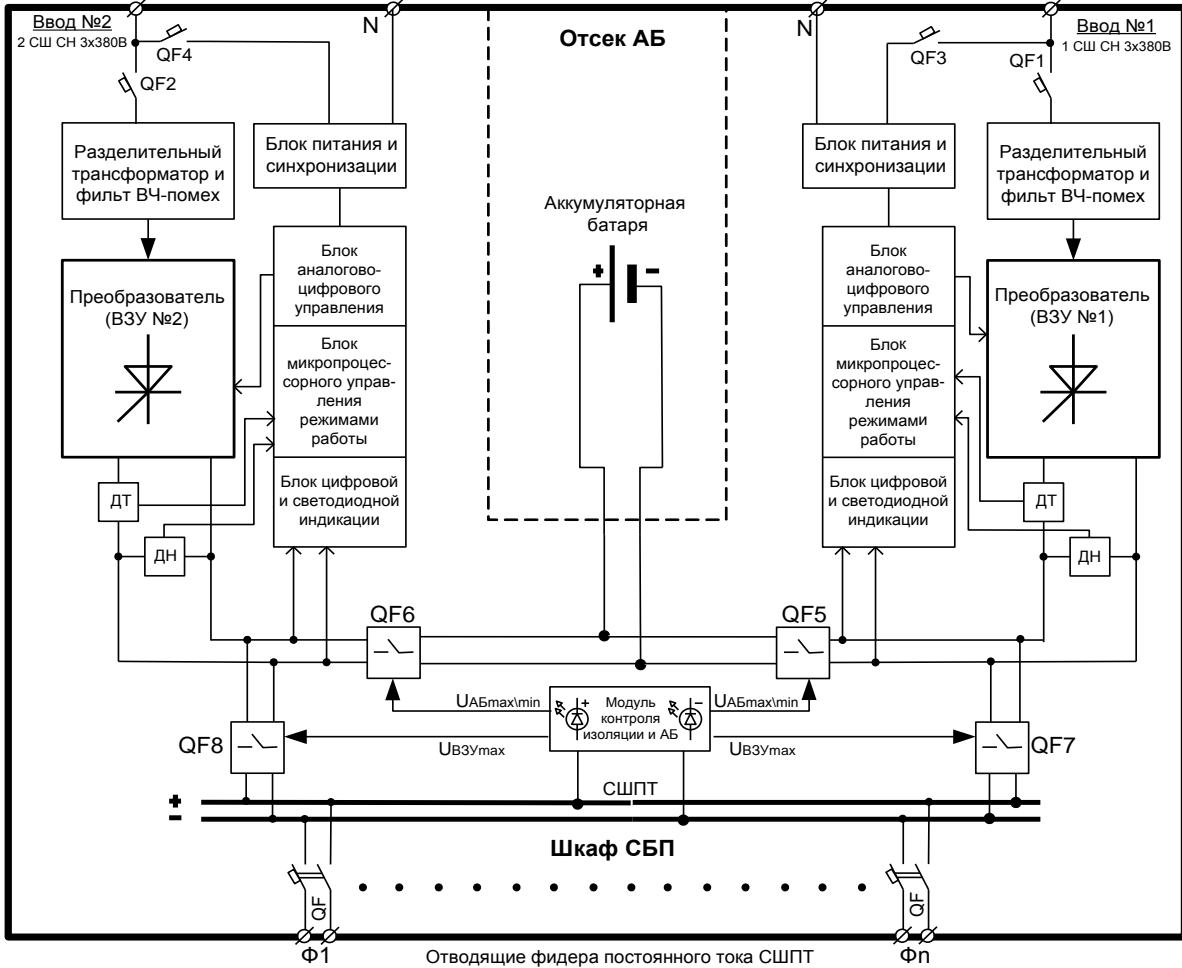 Ввод №2
2 СШ СН 3х380В
QF4
QF2
N
Отсек АБ
N
Ввод №1
1 СШ СН 3х380В
QF3
QF1
Разделительный
трансформатор и
фильт ВЧ-помех
Блок питания и
синхронизации
Блок питания и
синхронизации
Разделительный
трансформатор и
фильт ВЧ-помех
Аккумуляторная
батаря
+
-
Преобразователь
(ВЗУ №2)
Блок
аналогово-
цифрового
управления
Блок
микропроцес-
сорного управ-
ления
режимами
работы
Блок цифровой
и светодиодной
индикации
Блок
аналогово-
цифрового
управления
Блок
микропроцес-
сорного управ-
ления
режимами
работы
Блок цифровой
и светодиодной
индикации
Преобразователь
(ВЗУ №1)
ДТ
ДН
ДТ
ДН
QF6
QF5
UАБmax\min
+
Модуль
контроля
изоляции и АБ
-
UАБmax\min
QF8
UВЗУmax
UВЗУmax
QF7
СШПТ
+
-
Шкаф СБП
QF
QF
Ф1
Отводящие фидера постоянного тока СШПТ
Фn